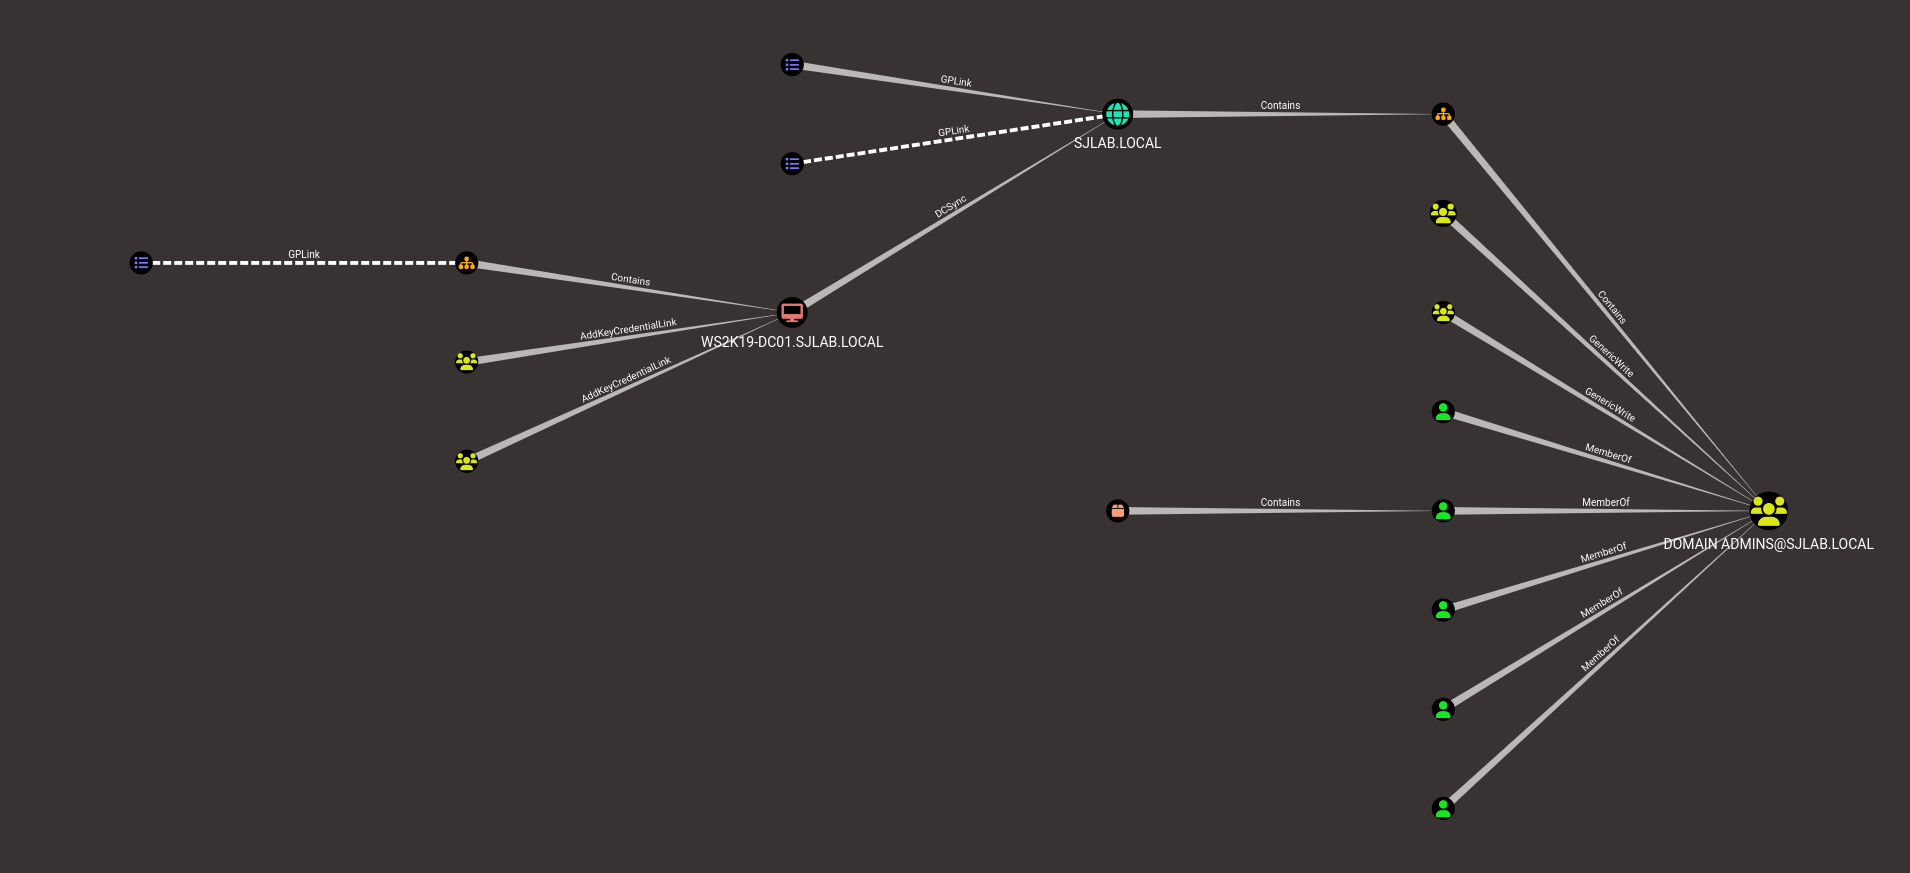 GPLink
GPLink
Contains
SJLAB.LOCAL
DCSync
GPLink
Contains
AddKeyCredentialLink
WS2K19-DC01.SJLAB.LOCAL
AddKeyCredentialLink
Contains
GenericWrite
GenericWrite
MemberOf
Contains
MemberOf
DOMAIN ADMINS@SJLAB.LOCAL
MemberOf
MemberOf
MemberOf